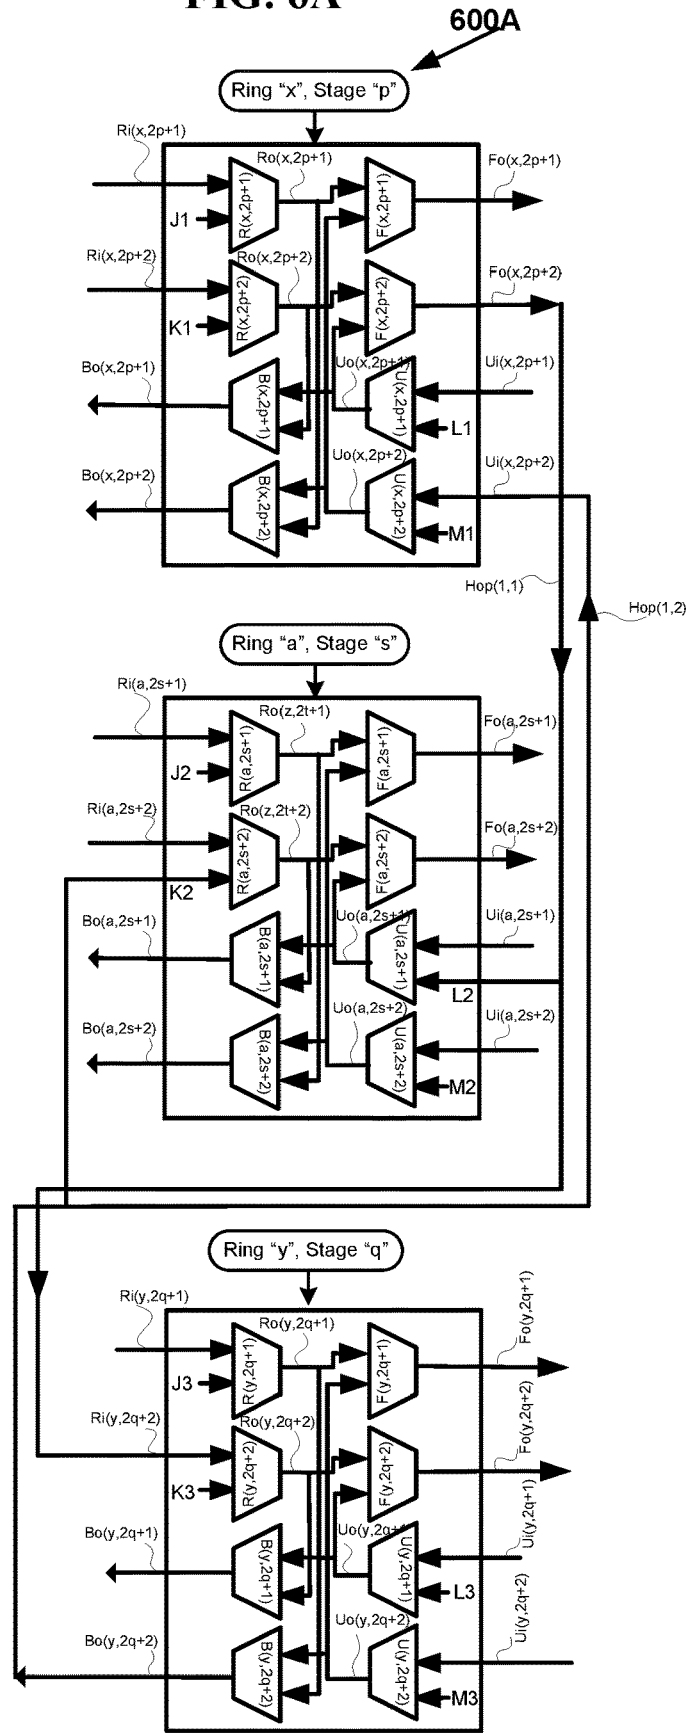 FIG. 6A
600A
Ring “x”, Stage “p”
Ri(x,2p+1)
Ro(x,2p+1)
Fo(x,2p+1)
R(x,2p+1)
F(x,2p+1)
J1
Ri(x,2p+2)
Ro(x,2p+2)
Fo(x,2p+2)
R(x,2p+2)
F(x,2p+2)
K1
Bo(x,2p+1)
Uo(x,2p+1)
Ui(x,2p+1)
B(x,2p+1)
U(x,2p+1)
L1
Bo(x,2p+2)
Uo(x,2p+2)
Ui(x,2p+2)
B(x,2p+2)
U(x,2p+2)
M1
Hop(1,1)
Hop(1,2)
Ring “a”, Stage “s”
Ri(a,2s+1)
Ro(z,2t+1)
Fo(a,2s+1)
R(a,2s+1)
F(a,2s+1)
J2
Ri(a,2s+2)
Ro(z,2t+2)
Fo(a,2s+2)
R(a,2s+2)
F(a,2s+2)
K2
Bo(a,2s+1)
Uo(a,2s+1)
Ui(a,2s+1)
B(a,2s+1)
U(a,2s+1)
L2
Bo(a,2s+2)
Uo(a,2s+2)
Ui(a,2s+2)
B(a,2s+2)
U(a,2s+2)
M2
Ring “y”, Stage “q”
Ri(y,2q+1)
Ro(y,2q+1)
Fo(y,2q+1)
R(y,2q+1)
F(y,2q+1)
J3
Ri(y,2q+2)
Ro(y,2q+2)
Fo(y,2q+2)
R(y,2q+2)
F(y,2q+2)
K3
Bo(y,2q+1)
Uo(y,2q+1)
Ui(y,2q+1)
B(y,2q+1)
U(y,2q+1)
L3
Bo(y,2q+2)
Uo(y,2q+2)
Ui(y,2q+2)
B(y,2q+2)
U(y,2q+2)
M3